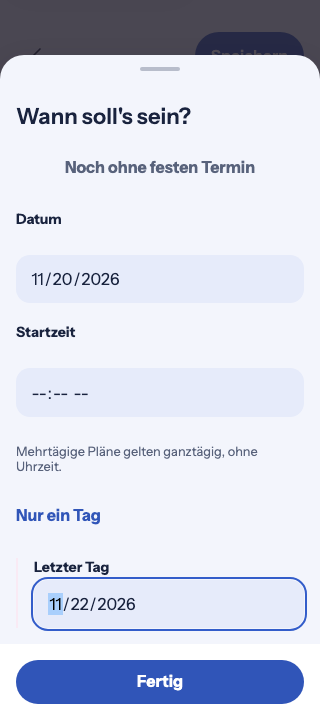 Speichern
Wann soll's sein?
Noch ohne festen Termin
Datum
11/20/2026
Startzeit
--:-- --
Mehrtägige Pläne gelten ganztägig, ohne
Uhrzeit.
Nur ein Tag
Letzter Tag
11/22/2026
Fertig